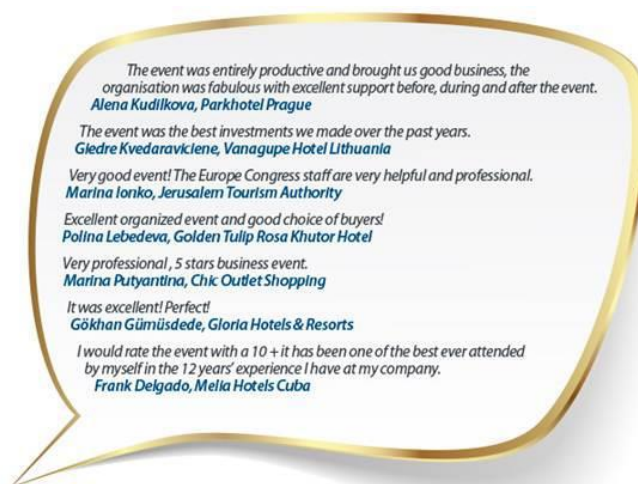 The event was entirely productive and brought us good business, the
organisation was fabulous with excellent support before, during and after the event.
Alena Kudilkova, Parkhotel Prague
The event was the best investments we made over the past years.
Giedre Kvedaraviciene, Vanagupe Hotel Lithuania
Very good event! The Europe Congress staff are very helpful and professional.
Marina Ionko, Jerusalem Tourism Authority
Excellent organized event and good choice of buyers!
Polina Lebedeva, Golden Tulip Rosa Khutor Hotel
Very professional , 5 stars business event.
Marina Putyantina, Chic Outlet Shopping
It was excellent! Perfect!
Gökhan Gümüsdede, Gloria Hotels & Resorts
I would rate the event with a 10 + it has been one of the best ever attended
by myself in the 12 years' experience I have at my company.
Frank Delgado, Melia Hotels Cuba